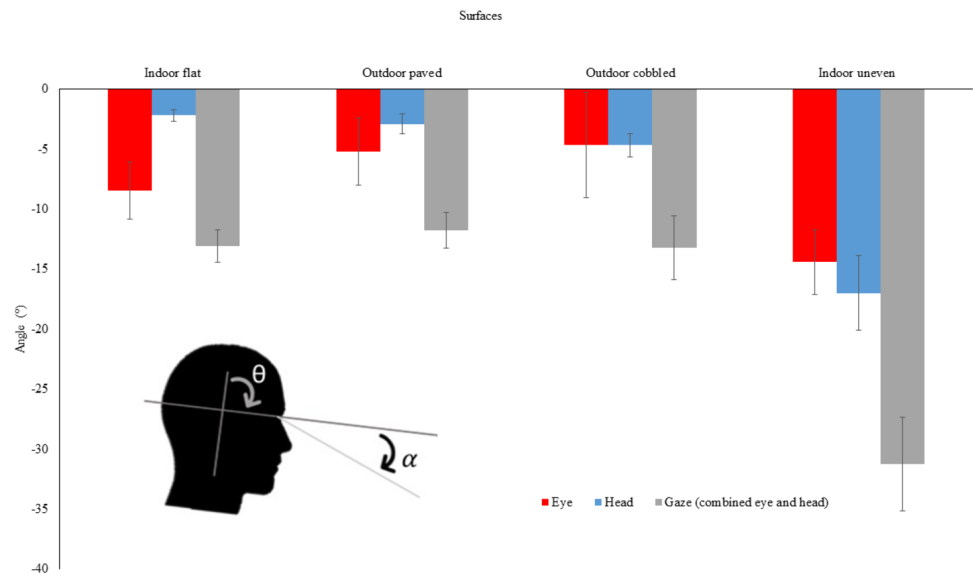 Surfaces
Indoor flat
Outdoor paved
Outdoor cobbled
Indoor uneven
0
-5
-10
-15
-20
-25
-30
-35
-40
Angle (º)
θ
α
Eye
Head
Gaze (combined eye and head)